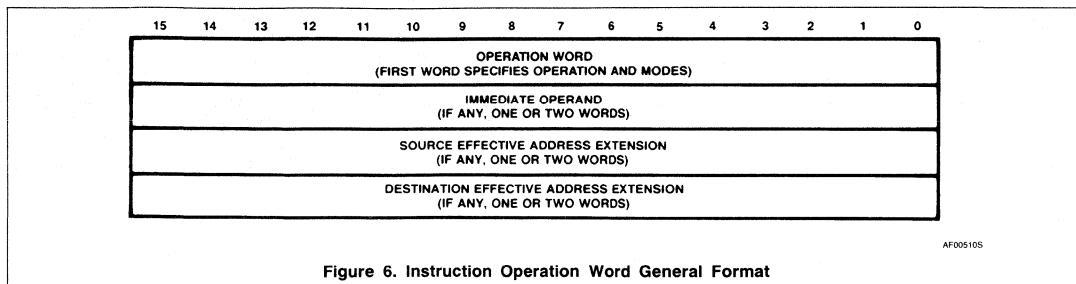 15 14 13 12 11 10 9 8 7 6 5 4 3 2 1 0
OPERATION WORD
(FIRST WORD SPECIFIES OPERATION AND MODES)
IMMEDIATE OPERAND
(IF ANY, ONE OR TWO WORDS)
SOURCE EFFECTIVE ADDRESS EXTENSION
(IF ANY, ONE OR TWO WORDS)
DESTINATION EFFECTIVE ADDRESS EXTENSION
(IF ANY, ONE OR TWO WORDS)
AF00510S
Figure 6. Instruction Operation Word General Format